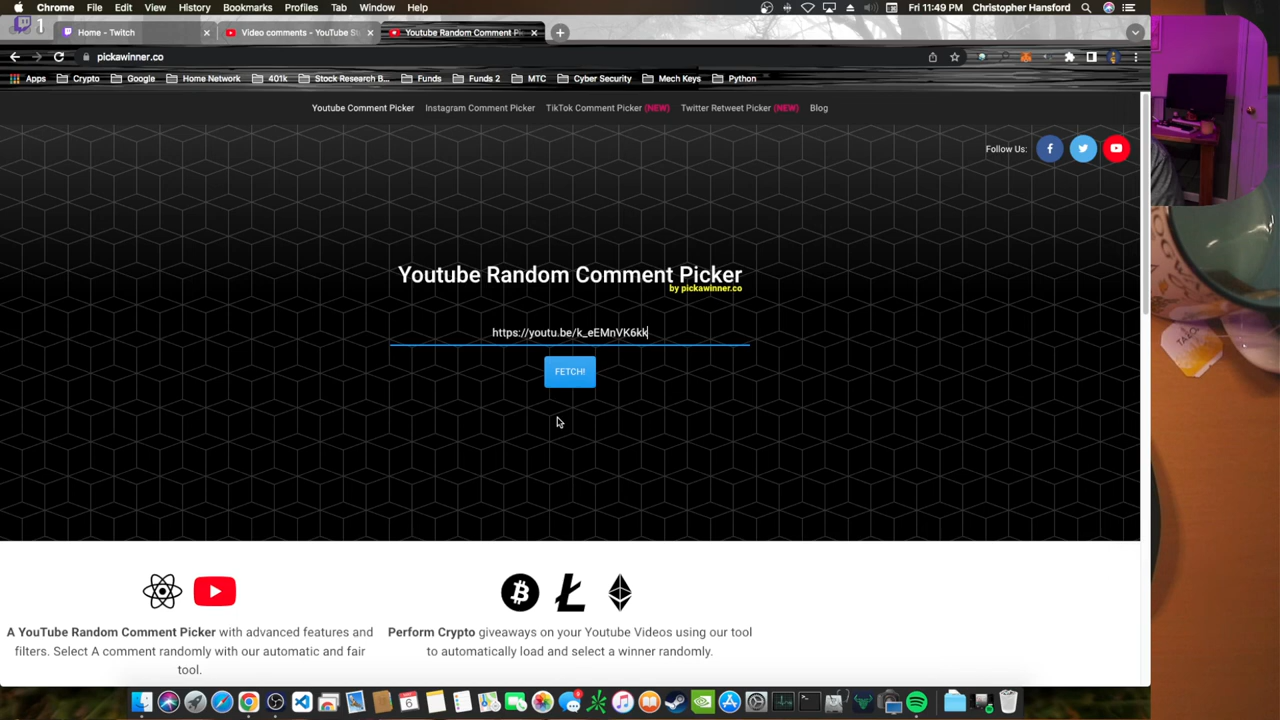 Chrome File Edit View History Bookmarks Profiles Tab Window Help Fri 11:49 PM Christopher Hansford
1 Home - Twitch Video comments - YouTube St Youtube Random Comment P
pickawinner.co
Apps Crypto Google Home Network 401k Stock Research B... Funds Funds 2 MTC Cyber Security Mech Keys Python
Youtube Comment Picker Instagram Comment Picker TikTok Comment Picker (NEW) Twitter Retweet Picker (NEW) Blog
Follow Us:
Youtube Random Comment Picker
by pickawinner.co
https://youtu.be/k_eEMnVK6kk
FETCH!
A YouTube Random Comment Picker with advanced features and
filters. Select A comment randomly with our automatic and fair
tool.
Perform Crypto giveaways on your Youtube Videos using our tool
to automatically load and select a winner randomly.